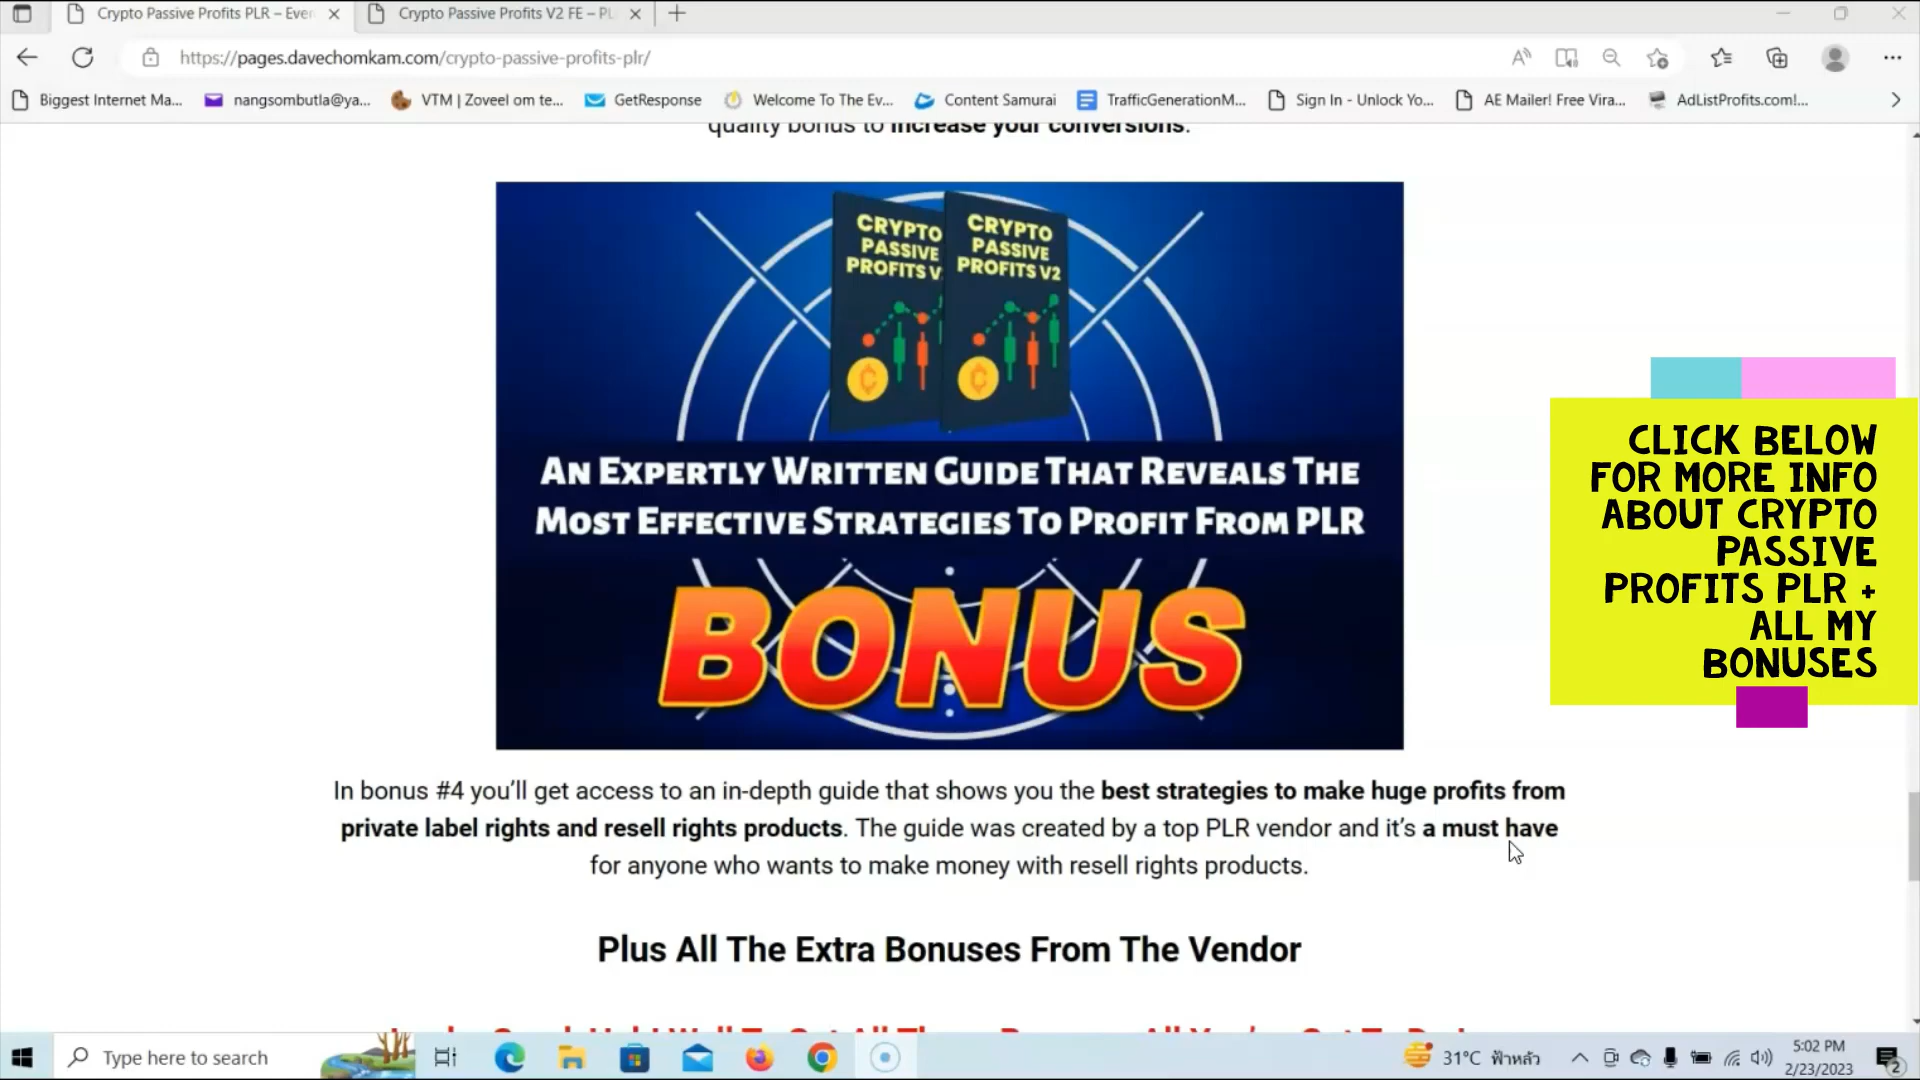 Crypto Passive Profits PLR – Ever
Crypto Passive Profits V2 FE – PL
https://pages.davechomkam.com/crypto-passive-profits-plr/
Biggest Internet Ma...
nangsombutla@ya...
VTM | Zoveel om te...
GetResponse
Welcome To The Ev...
Content Samurai
TrafficGenerationM...
Sign In - Unlock Yo...
AE Mailer! Free Vira...
AdListProfits.com!...
quality bonus to increase your conversions.
CRYPTO
PASSIVE
PROFITS V
CRYPTO
PASSIVE
PROFITS V2
An Expertly Written Guide That Reveals The
Most Effective Strategies To Profit From PLR
BONUS
CLICK BELOW
FOR MORE INFO
ABOUT CRYPTO
PASSIVE
PROFITS PLR +
ALL MY
BONUSES
In bonus #4 you’ll get access to an in-depth guide that shows you the best strategies to make huge profits from
private label rights and resell rights products. The guide was created by a top PLR vendor and it’s a must have
for anyone who wants to make money with resell rights products.
Plus All The Extra Bonuses From The Vendor
Type here to search
31°C ฟ้าหลัว
5:02 PM
2/23/2023
2